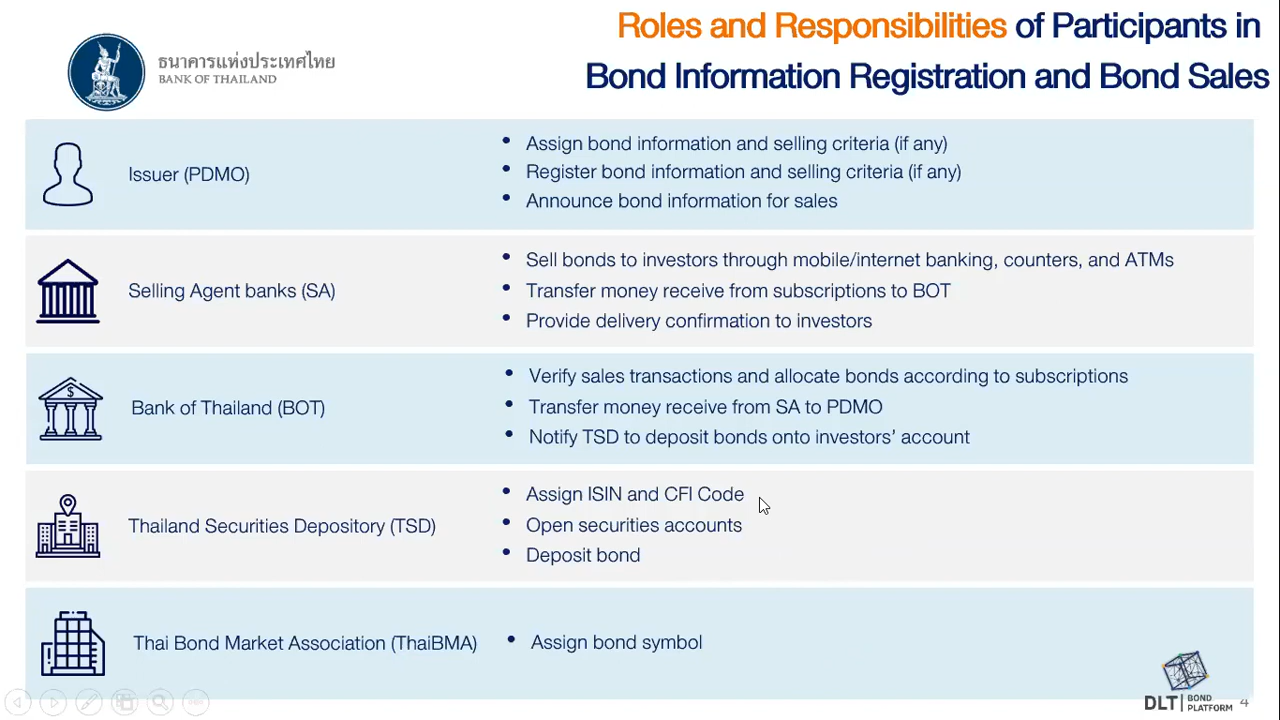 ธนาคารแห่งประเทศไทย
BANK OF THAILAND
Roles and Responsibilities of Participants in
Bond Information Registration and Bond Sales
Issuer (PDMO)
• Assign bond information and selling criteria (if any)
• Register bond information and selling criteria (if any)
• Announce bond information for sales
Selling Agent banks (SA)
• Sell bonds to investors through mobile/internet banking, counters, and ATMs
• Transfer money receive from subscriptions to BOT
• Provide delivery confirmation to investors
Bank of Thailand (BOT)
• Verify sales transactions and allocate bonds according to subscriptions
• Transfer money receive from SA to PDMO
• Notify TSD to deposit bonds onto investors’ account
Thailand Securities Depository (TSD)
• Assign ISIN and CFI Code
• Open securities accounts
• Deposit bond
Thai Bond Market Association (ThaiBMA)
• Assign bond symbol
DLT BOND PLATFORM
4